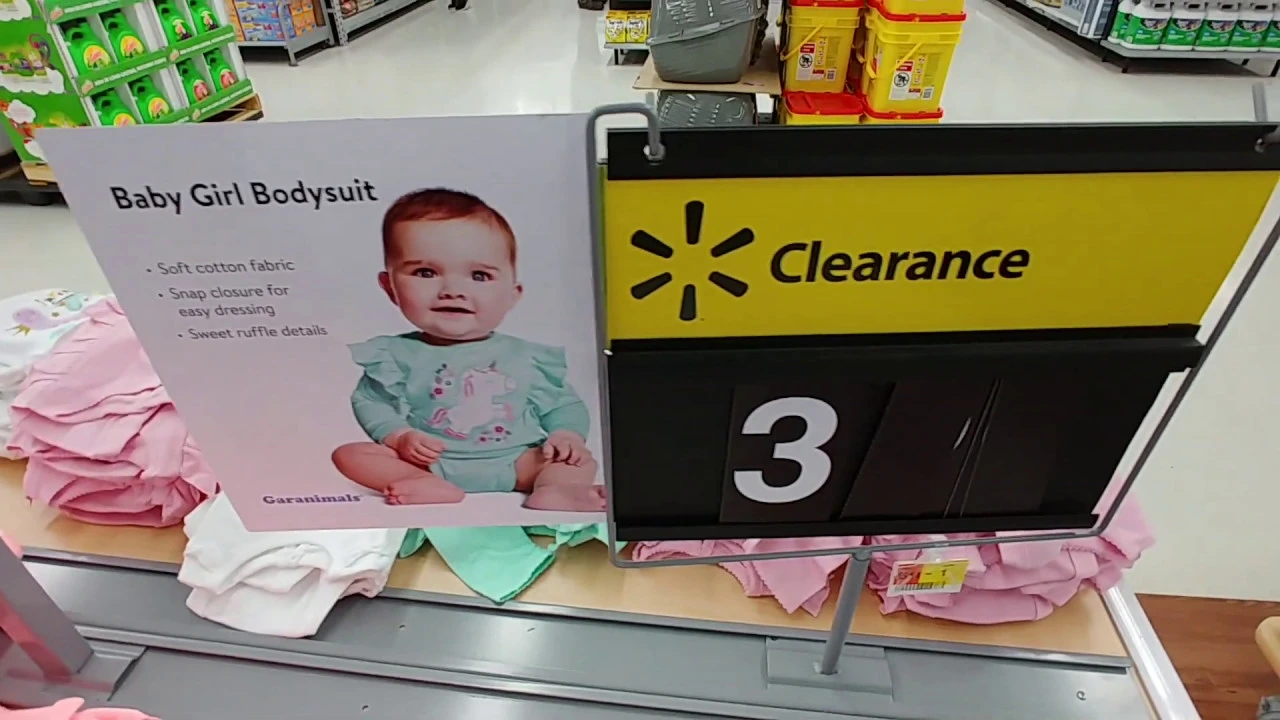 Baby Girl Bodysuit
• Soft cotton fabric
• Snap closure for
easy dressing
• Sweet ruffle details
Garanimals
Clearance
3